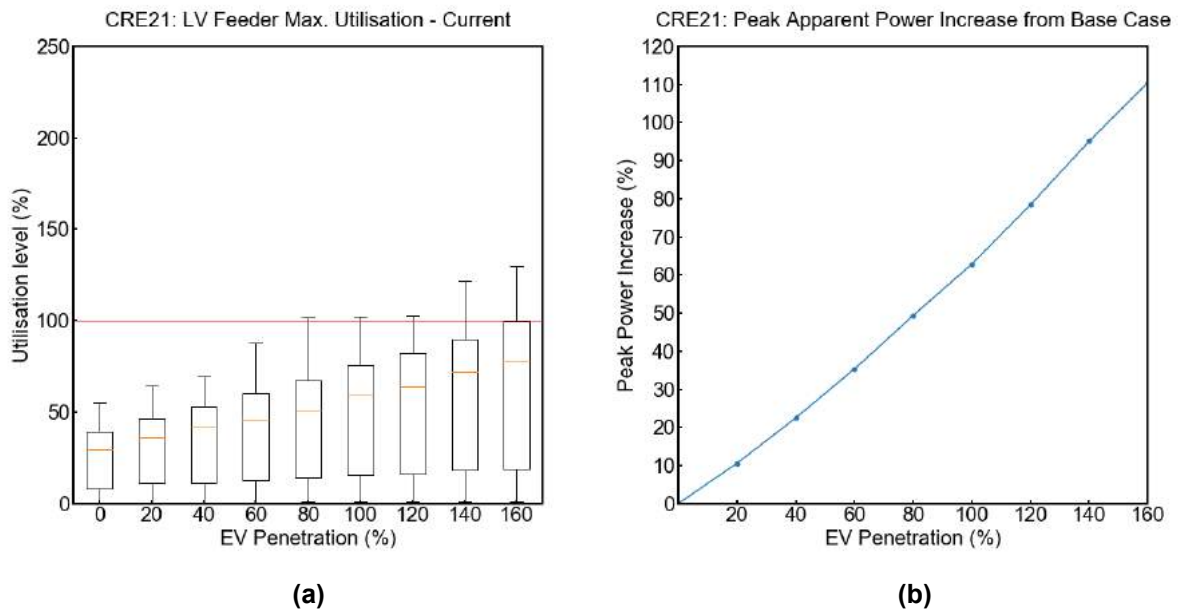 CRE21: LV Feeder Max. Utilisation - Current
250
200
150
100
50
0
Utilisation level (%)
0 20 40 60 80 100 120 140 160
EV Penetration (%)
(a)
CRE21: Peak Apparent Power Increase from Base Case
120
110
100
90
80
70
60
50
40
30
20
10
0
Peak Power Increase (%)
20 40 60 80 100 120 140 160
EV Penetration (%)
(b)